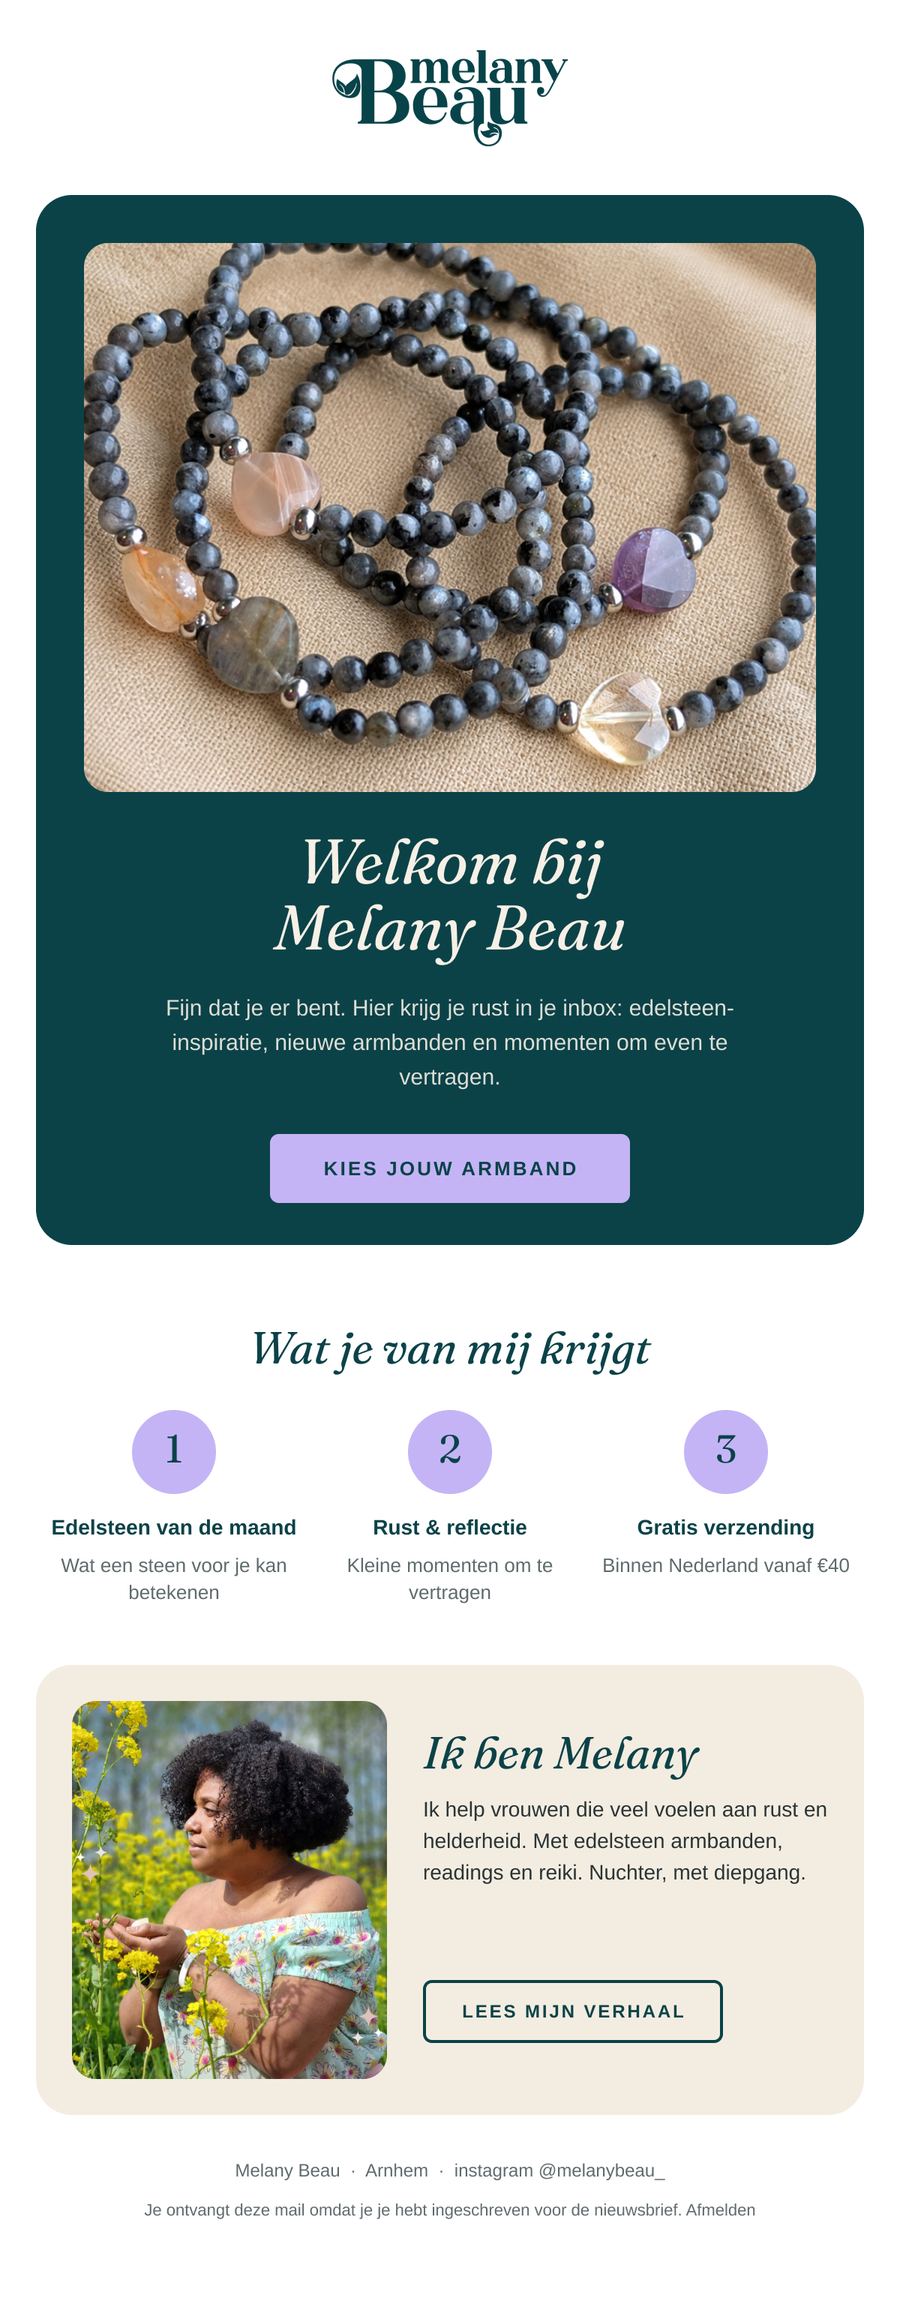 melany
Beau
Welkom bij
Melany Beau
Fijn dat je er bent. Hier krijg je rust in je inbox: edelsteen-
inspiratie, nieuwe armbanden en momenten om even te
vertragen.
KIES JOUW ARMBAND
Wat je van mij krijgt
1
Edelsteen van de maand
Wat een steen voor je kan
betekenen
2
Rust & reflectie
Kleine momenten om te
vertragen
3
Gratis verzending
Binnen Nederland vanaf €40
Ik ben Melany
Ik help vrouwen die veel voelen aan rust en
helderheid. Met edelsteen armbanden,
readings en reiki. Nuchter, met diepgang.
LEES MIJN VERHAAL
Melany Beau · Arnhem · instagram @melanybeau_
Je ontvangt deze mail omdat je je hebt ingeschreven voor de nieuwsbrief. Afmelden